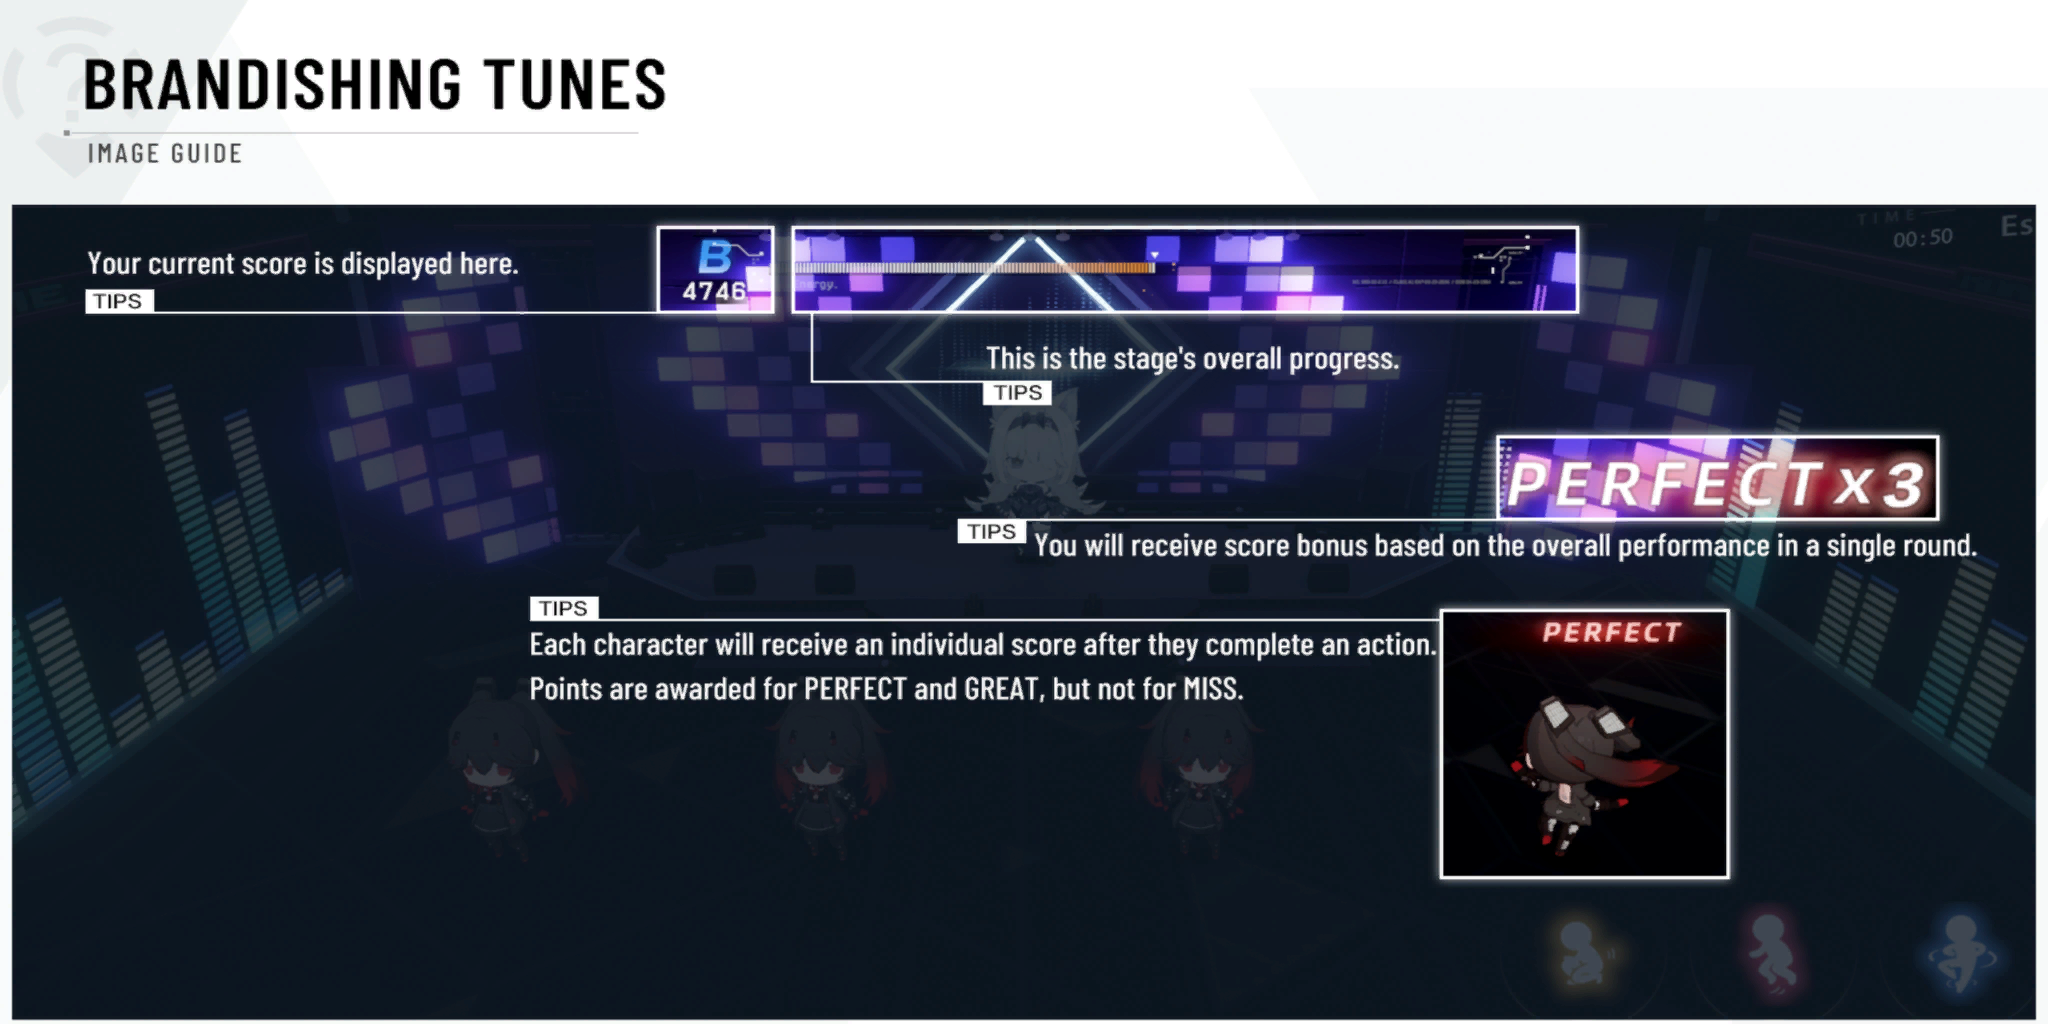 BRANDISHING TUNES
IMAGE GUIDE
TIME
00:50
Es
Your current score is displayed here.
TIPS
B
4746
nergy.
This is the stage's overall progress.
TIPS
PERFECT x3
TIPS
You will receive score bonus based on the overall performance in a single round.
TIPS
Each character will receive an individual score after they complete an action.
Points are awarded for PERFECT and GREAT, but not for MISS.
PERFECT